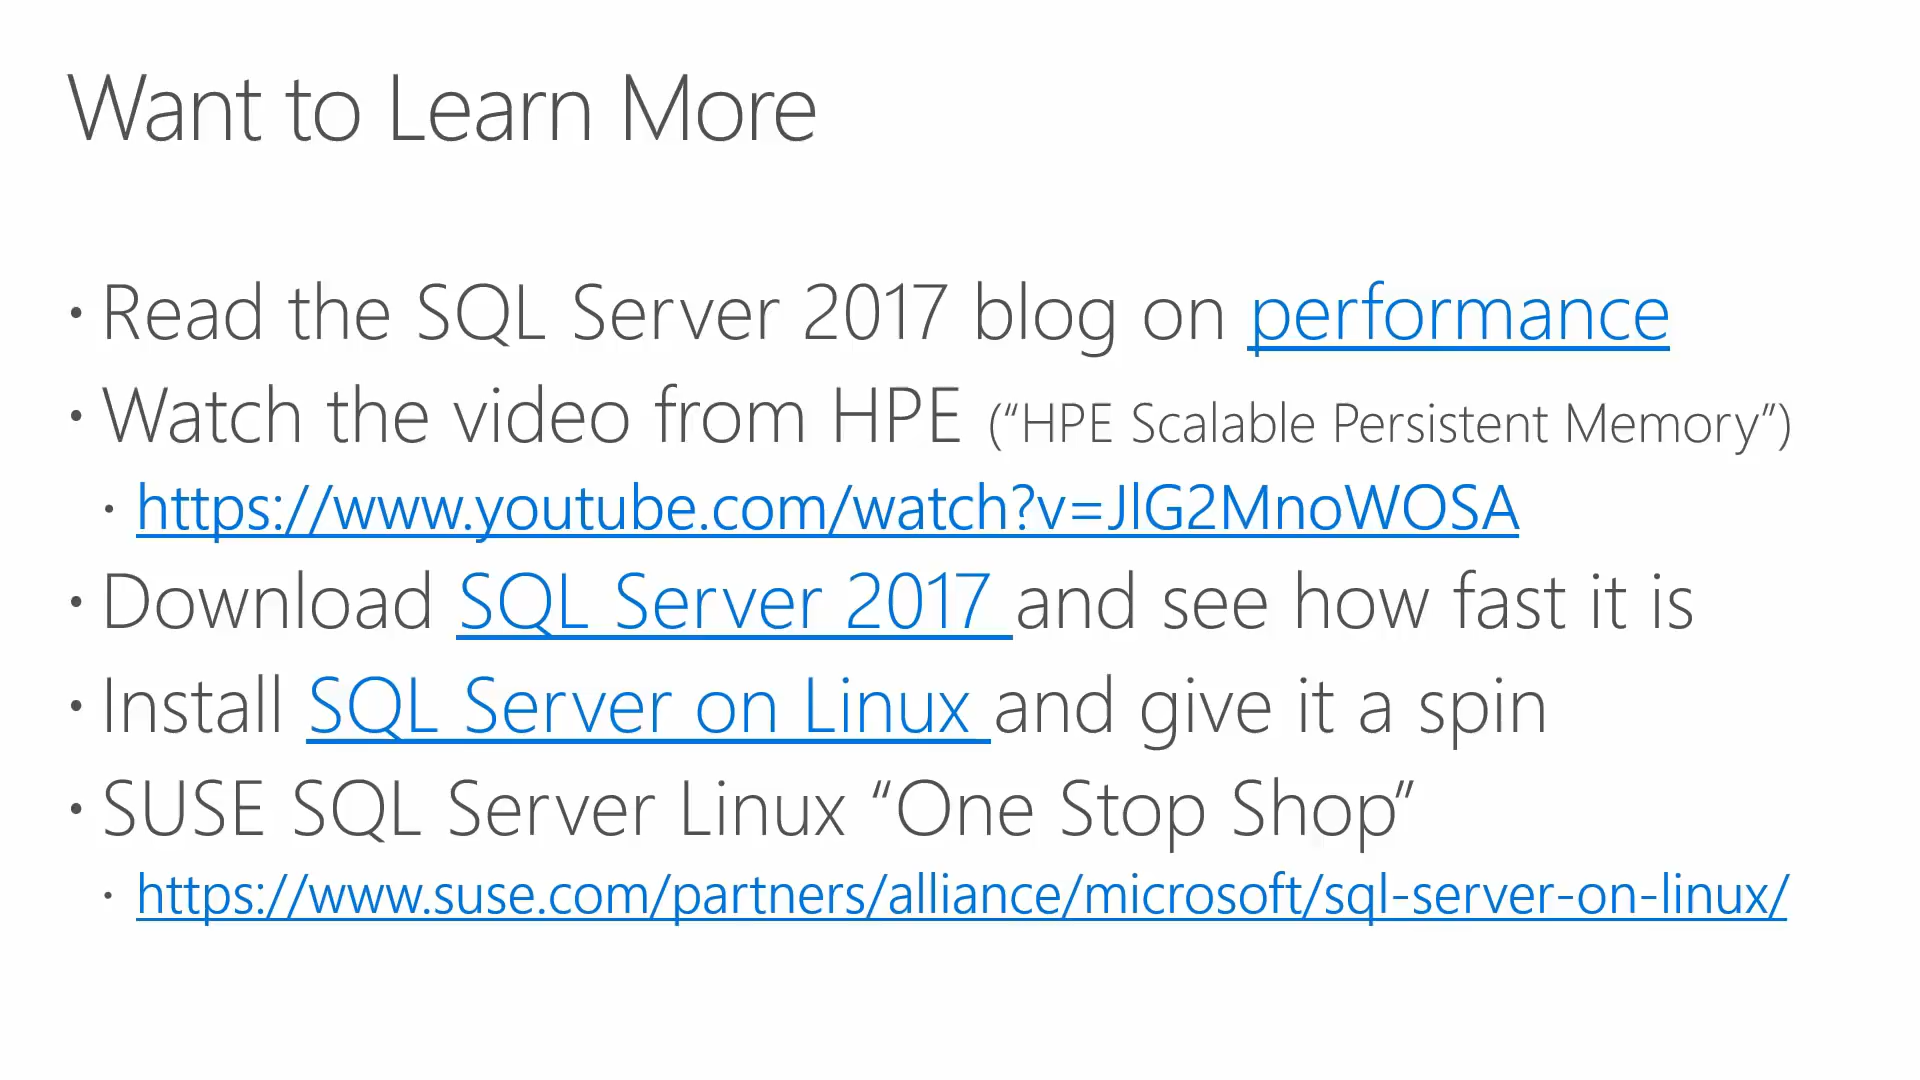 Want to Learn More
· Read the SQL Server 2017 blog on performance
· Watch the video from HPE (“HPE Scalable Persistent Memory”)
· https://www.youtube.com/watch?v=JlG2MnoWOSA
· Download SQL Server 2017 and see how fast it is
· Install SQL Server on Linux and give it a spin
· SUSE SQL Server Linux “One Stop Shop”
· https://www.suse.com/partners/alliance/microsoft/sql-server-on-linux/